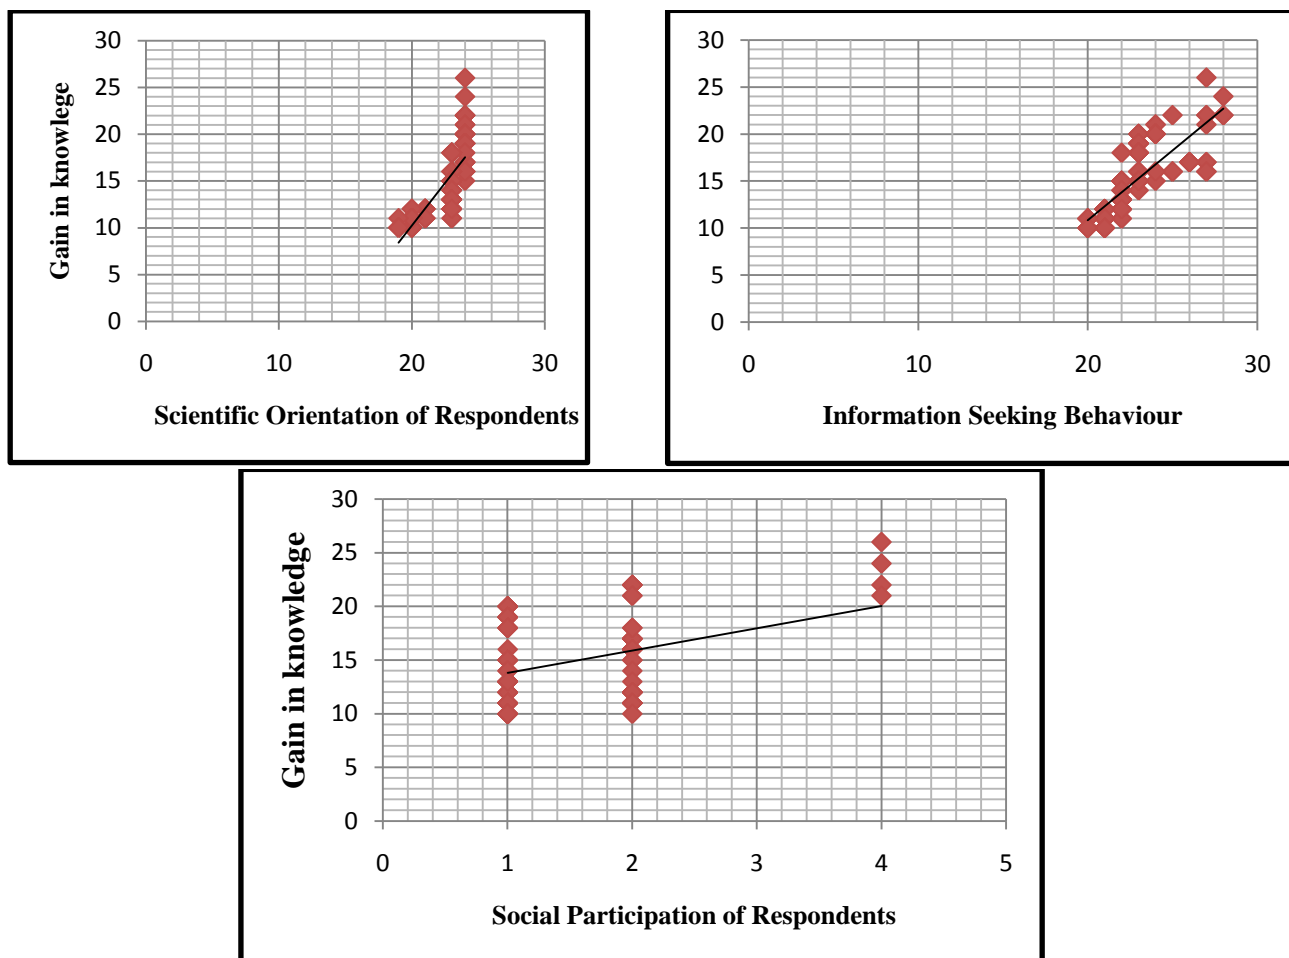 30
25
20
15
10
5
0
0 10 20 30
Gain in knowlege
Scientific Orientation of Respondents
30
25
20
15
10
5
0
0 10 20 30
Information Seeking Behaviour
30
25
20
15
10
5
0
0 1 2 3 4 5
Gain in knowledge
Social Participation of Respondents